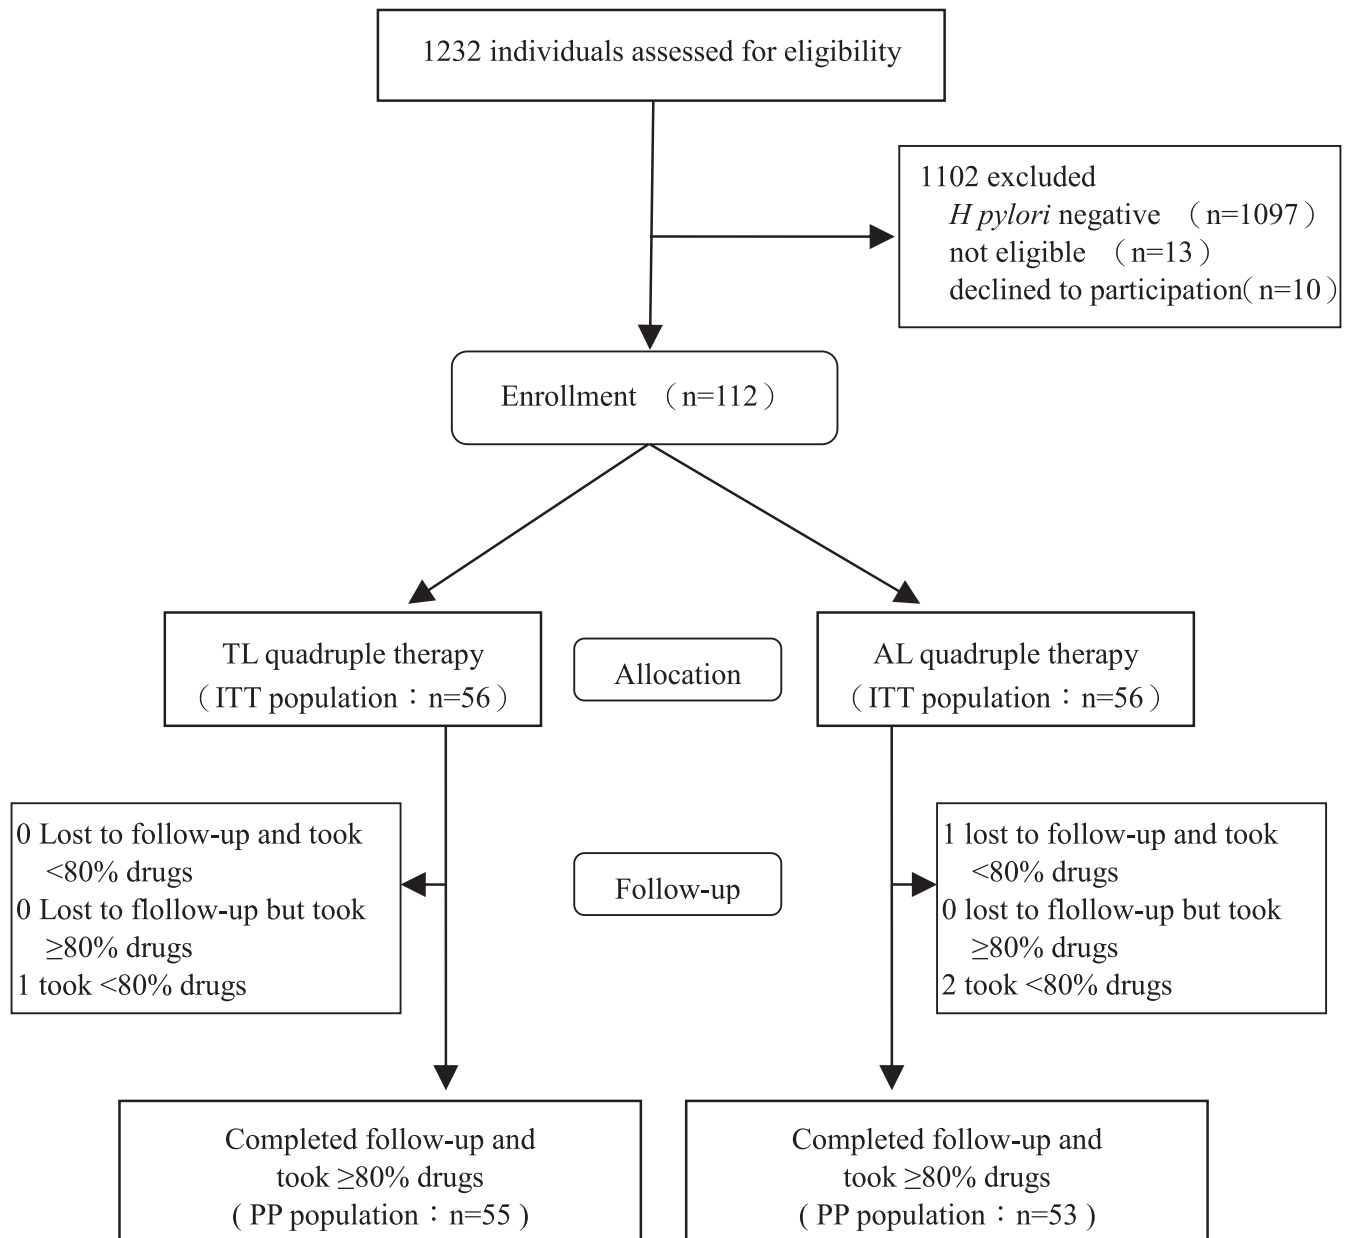 1232 individuals assessed for eligibility
1102 excluded
H pylori negative （n=1097）
not eligible （n=13）
declined to participation（n=10）
Enrollment （n=112）
TL quadruple therapy
（ITT population：n=56）
Allocation
AL quadruple therapy
（ITT population：n=56）
0 Lost to follow-up and took
<80% drugs
0 Lost to flollow-up but took
≥80% drugs
1 took <80% drugs
Follow-up
1 lost to follow-up and took
<80% drugs
0 lost to flollow-up but took
≥80% drugs
2 took <80% drugs
Completed follow-up and
took ≥80% drugs
( PP population：n=55 )
Completed follow-up and
took ≥80% drugs
( PP population：n=53 )